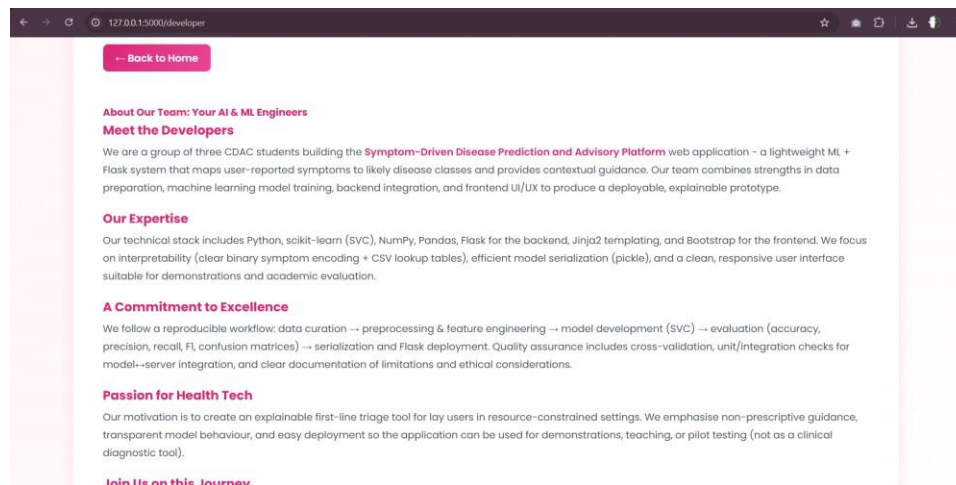 127.0.0.1:5000/developer
← Back to Home
About Our Team: Your AI & ML Engineers
Meet the Developers
We are a group of three CDAC students building the Symptom-Driven Disease Prediction and Advisory Platform web application - a lightweight ML +
Flask system that maps user-reported symptoms to likely disease classes and provides contextual guidance. Our team combines strengths in data
preparation, machine learning model training, backend integration, and frontend UI/UX to produce a deployable, explainable prototype.
Our Expertise
Our technical stack includes Python, scikit-learn (SVC), NumPy, Pandas, Flask for the backend, Jinja2 templating, and Bootstrap for the frontend. We focus
on interpretability (clear binary symptom encoding + CSV lookup tables), efficient model serialization (pickle), and a clean, responsive user interface
suitable for demonstrations and academic evaluation.
A Commitment to Excellence
We follow a reproducible workflow: data curation → preprocessing & feature engineering → model development (SVC) → evaluation (accuracy,
precision, recall, F1, confusion matrices) → serialization and Flask deployment. Quality assurance includes cross-validation, unit/integration checks for
model↔server integration, and clear documentation of limitations and ethical considerations.
Passion for Health Tech
Our motivation is to create an explainable first-line triage tool for lay users in resource-constrained settings. We emphasise non-prescriptive guidance,
transparent model behaviour, and easy deployment so the application can be used for demonstrations, teaching, or pilot testing (not as a clinical
diagnostic tool).
Join Us on this Journey